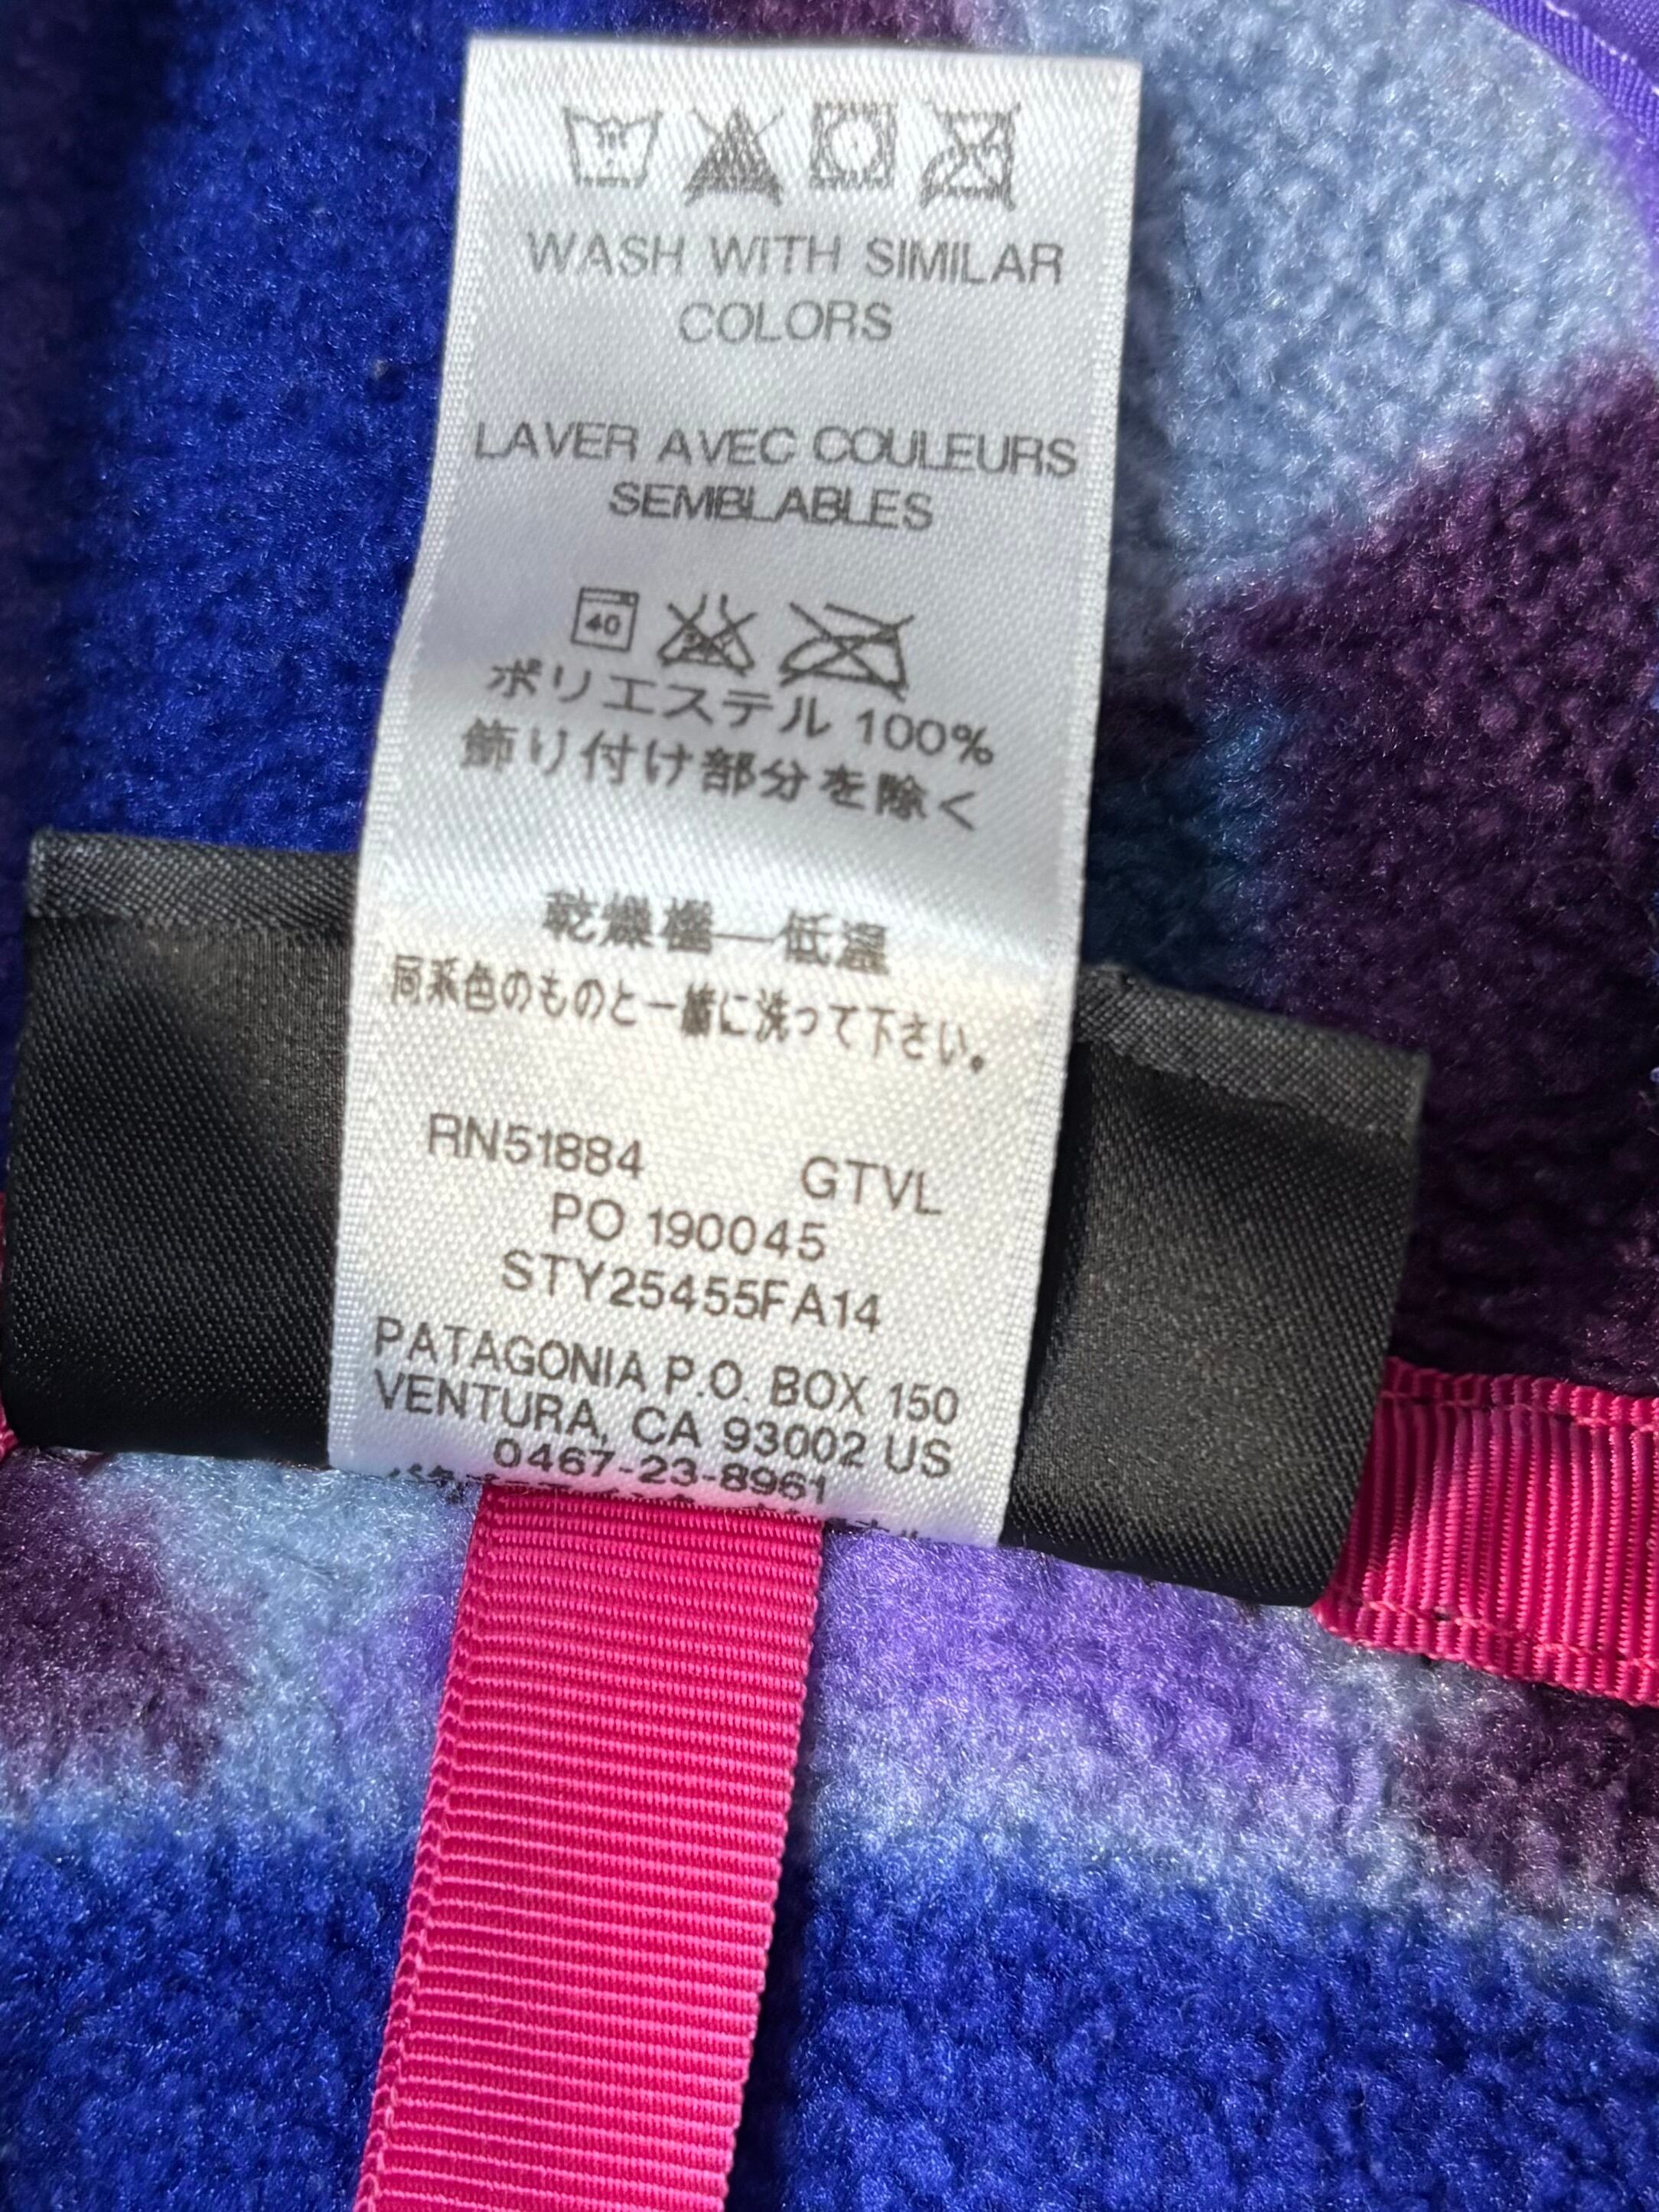 WASH WITH SIMILAR
COLORS
LAVER AVEC COULEURS
SEMBLABLES
40
ポリエステル 100%
飾り付け部分を除く
乾燥機—低温
同系色のものと一緒に洗って下さい。
RN51884 GTVL
PO 190045
STY25455FA14
PATAGONIA P.O. BOX 150
VENTURA, CA 93002 US
0467-23-8961